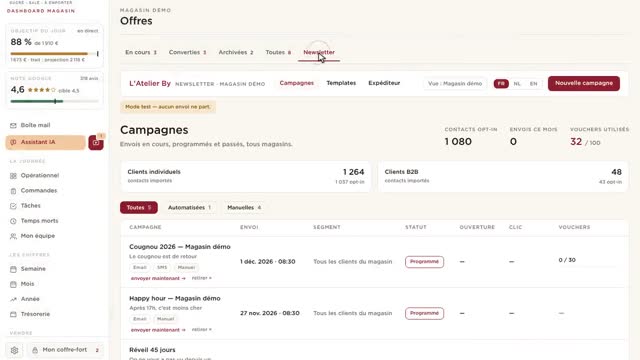 SUCRÉ · SALÉ · À EMPORTER
DASHBOARD MAGASIN
OBJECTIF DU JOUR
en direct
88 % de 1 910 €
1 675 € · fait | projection 2 118 €
NOTE GOOGLE
318 avis
4,6 ★★★★☆ cible 4,5
Boîte mail
Assistant IA
1
LA JOURNÉE
Opérationnel
Commandes
Tâches
Temps morts
Mon équipe
LES CHIFFRES
Semaine
Mois
Année
Trésorerie
VENDRE
Mon coffre-fort 2
MAGASIN DÉMO
Offres
En cours 3
Converties 5
Archivées 2
Toutes 8
Newsletter
L'Atelier By NEWSLETTER · MAGASIN DÉMO
Campagnes
Templates
Expéditeur
Vue : Magasin démo
FR NL EN
Nouvelle campagne
Mode test — aucun envoi ne part.
Campagnes
Envois en cours, programmés et passés, tous magasins.
CONTACTS OPT-IN
1 080
ENVOIS CE MOIS
0
VOUCHERS UTILISÉS
32 / 100
Clients individuels
contacts importés
1 264
1 037 opt-in
Clients B2B
contacts importés
48
43 opt-in
Toutes 5
Automatisées 1
Manuelles 4
CAMPAGNE ENVOI SEGMENT STATUT OUVERTURE CLIC VOUCHERS
Cougnou 2026 — Magasin démo
Le cougnou est de retour
Email SMS Manuel
envoyer maintenant → retirer ×
1 déc. 2026 · 08:30
Tous les clients du magasin
Programmé
—
—
0 / 30
Happy hour — Magasin démo
Après 17h, c'est moins cher
Email Manuel
envoyer maintenant → retirer ×
27 nov. 2026 · 08:30
Tous les clients du magasin
Programmé
—
—
—
Réveil 45 jours